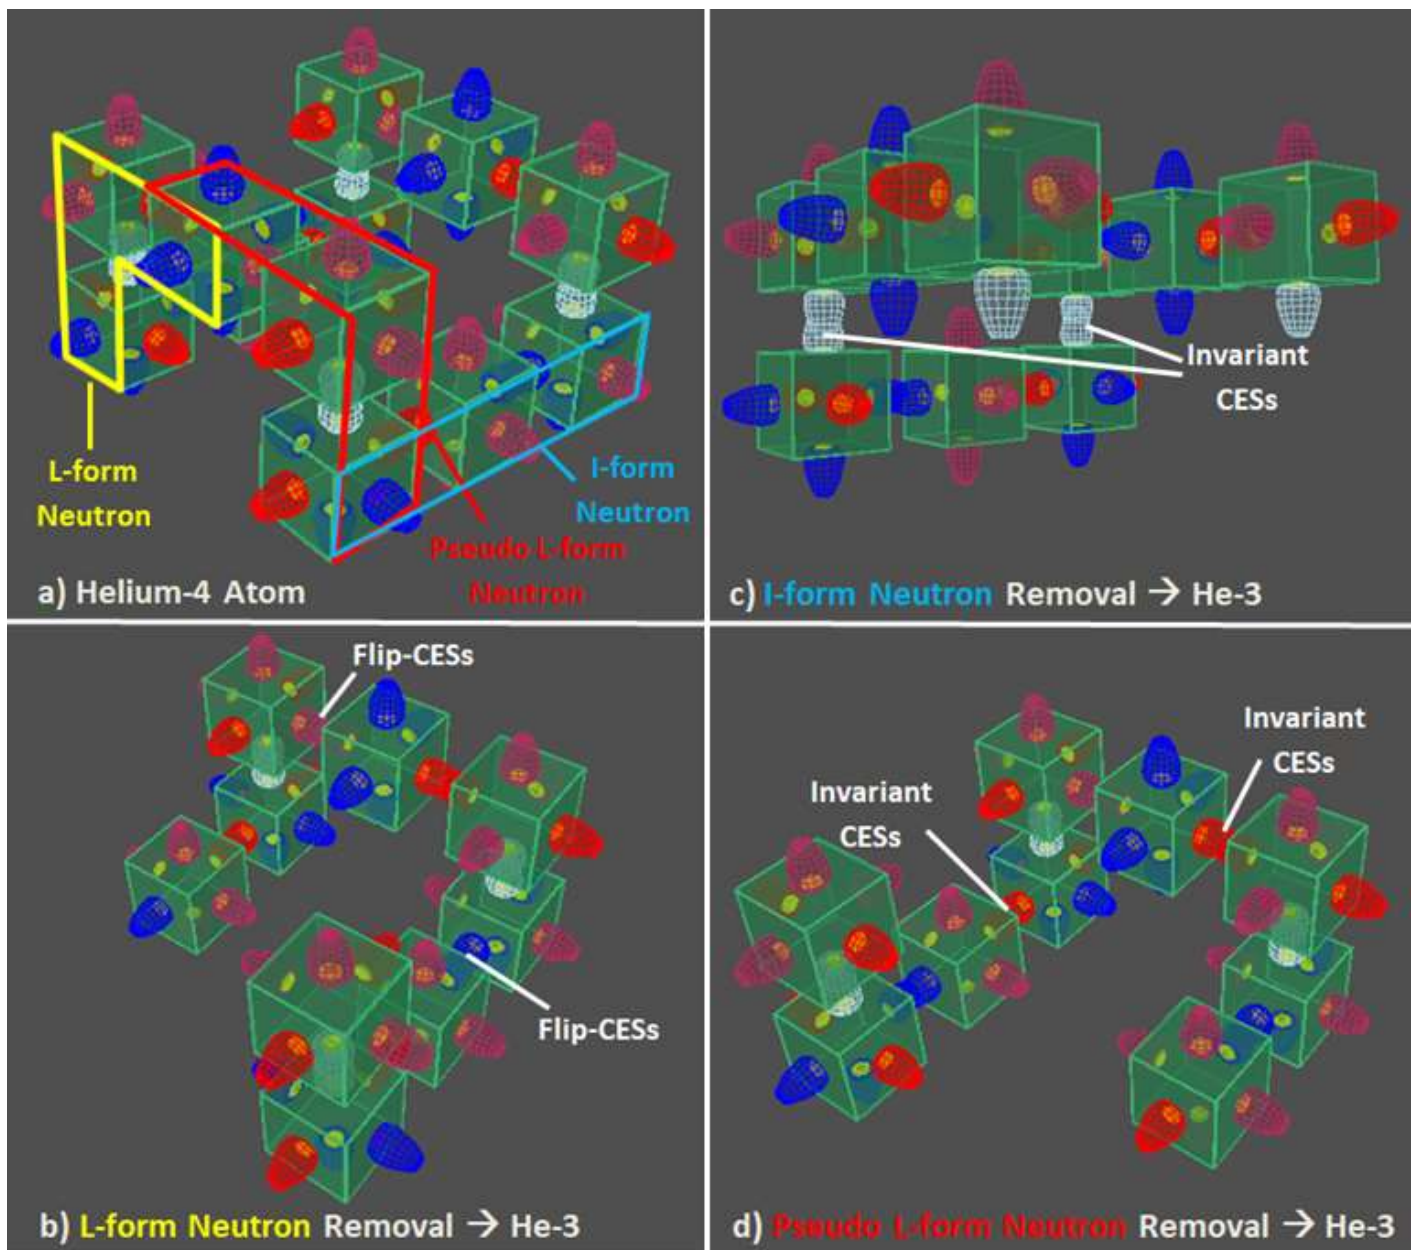 L-form
Neutron
I-form
Neutron
Pseudo L-form
Neutron
a) Helium-4 Atom
Invariant
CESs
c) I-form Neutron Removal → He-3
Flip-CESs
Flip-CESs
b) L-form Neutron Removal → He-3
Invariant
CESs
Invariant
CESs
d) Pseudo L-form Neutron Removal → He-3